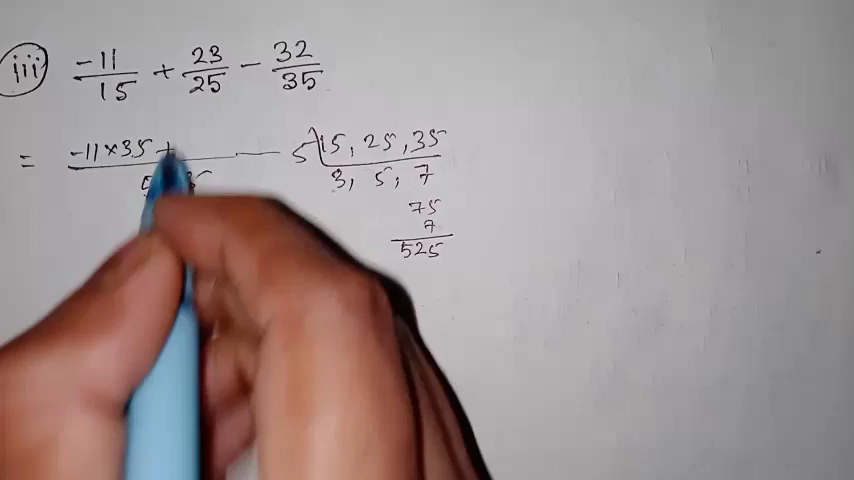 iii -11/15 + 23/25 - 32/35
= -11×35 +
5 15, 25, 35
3, 5, 7
75
7
525